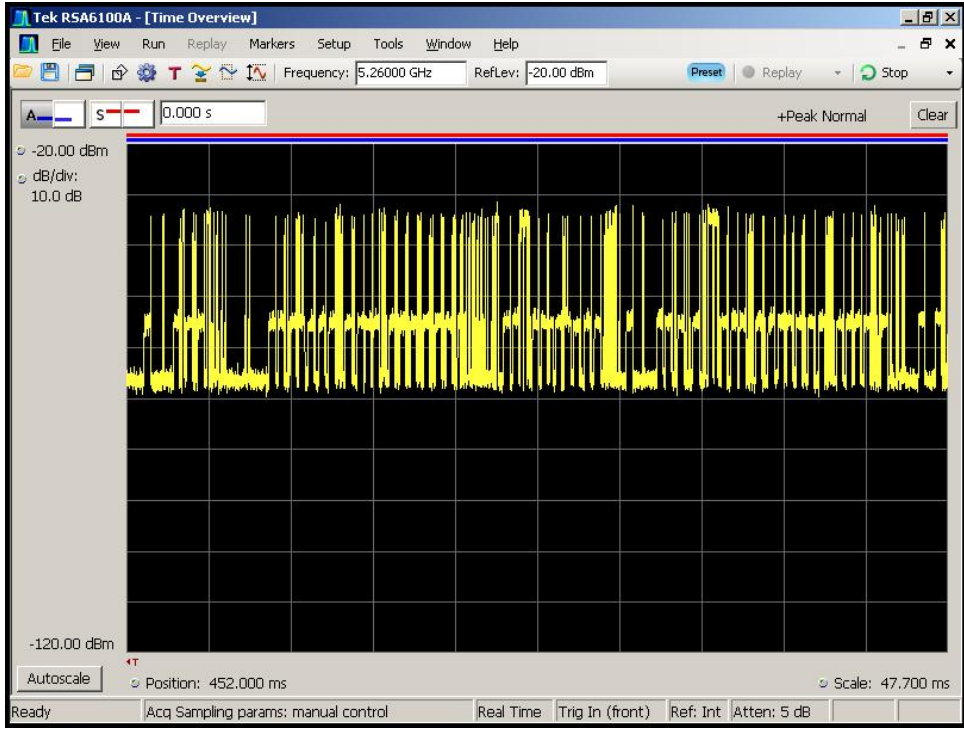 Tek RSA6100A - [Time Overview]
File View Run Replay Markers Setup Tools Window Help
T Frequency: 5.26000 GHz RefLev: -20.00 dBm Preset Replay Stop
A S 0.000 s +Peak Normal Clear
-20.00 dBm
dB/div:
10.0 dB
-120.00 dBm
T
Autoscale Position: 452.000 ms Scale: 47.700 ms
Ready Acq Sampling params: manual control Real Time Trig In (front) Ref: Int Atten: 5 dB